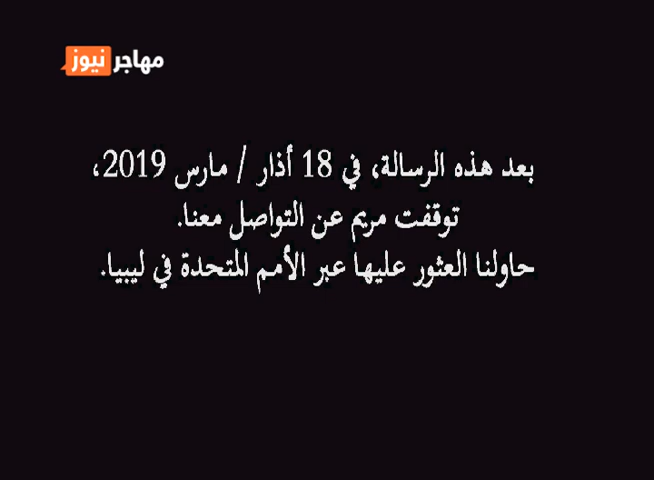 مهاجر نيوز
بعد هذه الرسالة، في 18 أذار / مارس 2019،
توقفت مريم عن التواصل معنا.
حاولنا العثور عليها عبر الأمم المتحدة في ليبيا.